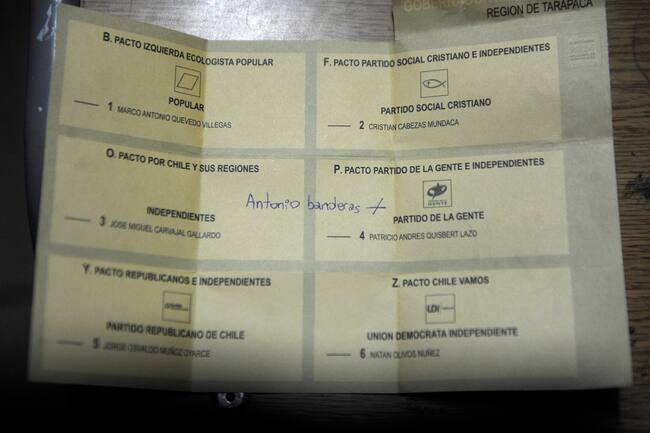 GOBERNADOR
REGION DE TARAPACA
B. PACTO IZQUIERDA ECOLOGISTA POPULAR
POPULAR
1 MARCO ANTONIO QUEVEDO VILLEGAS
F. PACTO PARTIDO SOCIAL CRISTIANO E INDEPENDIENTES
PARTIDO SOCIAL CRISTIANO
2 CRISTIAN CABEZAS MUNDACA
O. PACTO POR CHILE Y SUS REGIONES
INDEPENDIENTES
3 JOSE MIGUEL CARVAJAL GALLARDO
Antonio banderas +
P. PACTO PARTIDO DE LA GENTE E INDEPENDIENTES
GENTE
PARTIDO DE LA GENTE
4 PATRICIO ANDRES QUISBERT LAZO
Y. PACTO REPUBLICANOS E INDEPENDIENTES
PARTIDO REPUBLICANO DE CHILE
5 JORGE OSVALDO MUÑOZ OYARCE
Z. PACTO CHILE VAMOS
UDI
UNION DEMOCRATA INDEPENDIENTE
6 NATAN OLIVOS NUÑEZ